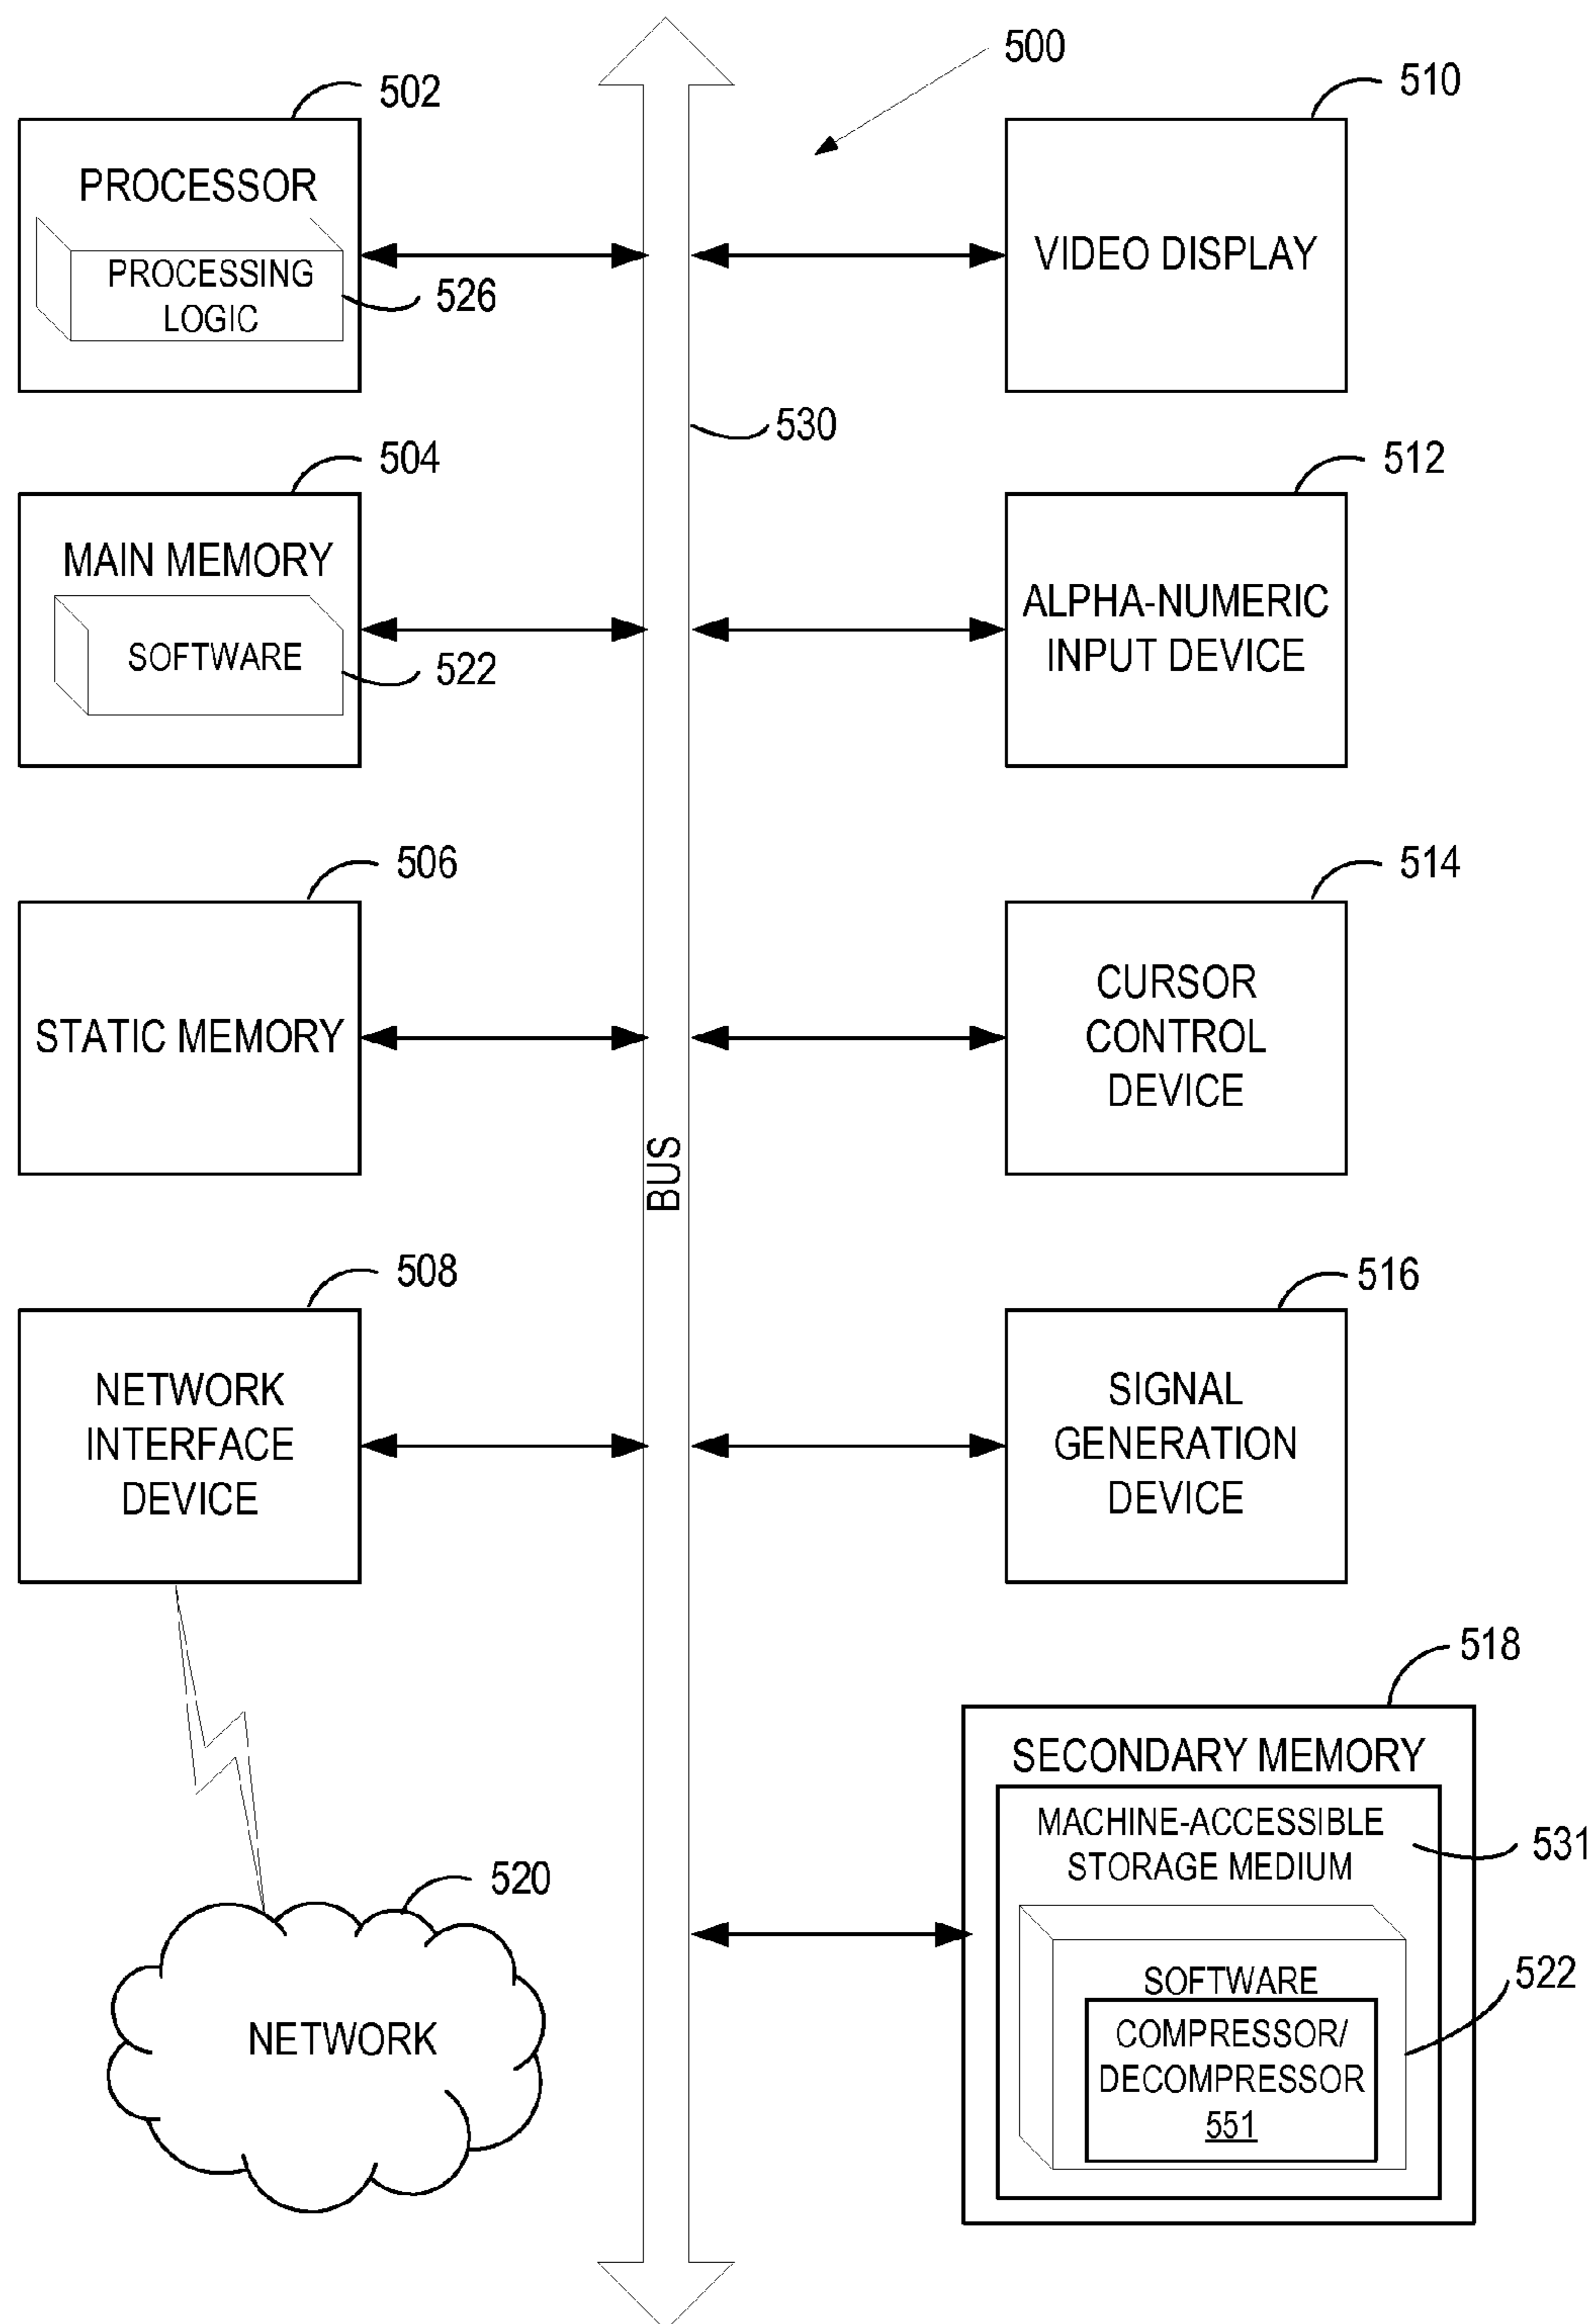 500
502
PROCESSOR
PROCESSING
LOGIC
526
510
VIDEO DISPLAY
530
504
MAIN MEMORY
SOFTWARE
522
512
ALPHA-NUMERIC
INPUT DEVICE
506
STATIC MEMORY
514
CURSOR
CONTROL
DEVICE
BUS
508
NETWORK
INTERFACE
DEVICE
516
SIGNAL
GENERATION
DEVICE
520
NETWORK
518
SECONDARY MEMORY
MACHINE-ACCESSIBLE
STORAGE MEDIUM
531
SOFTWARE
522
COMPRESSOR/
DECOMPRESSOR
551